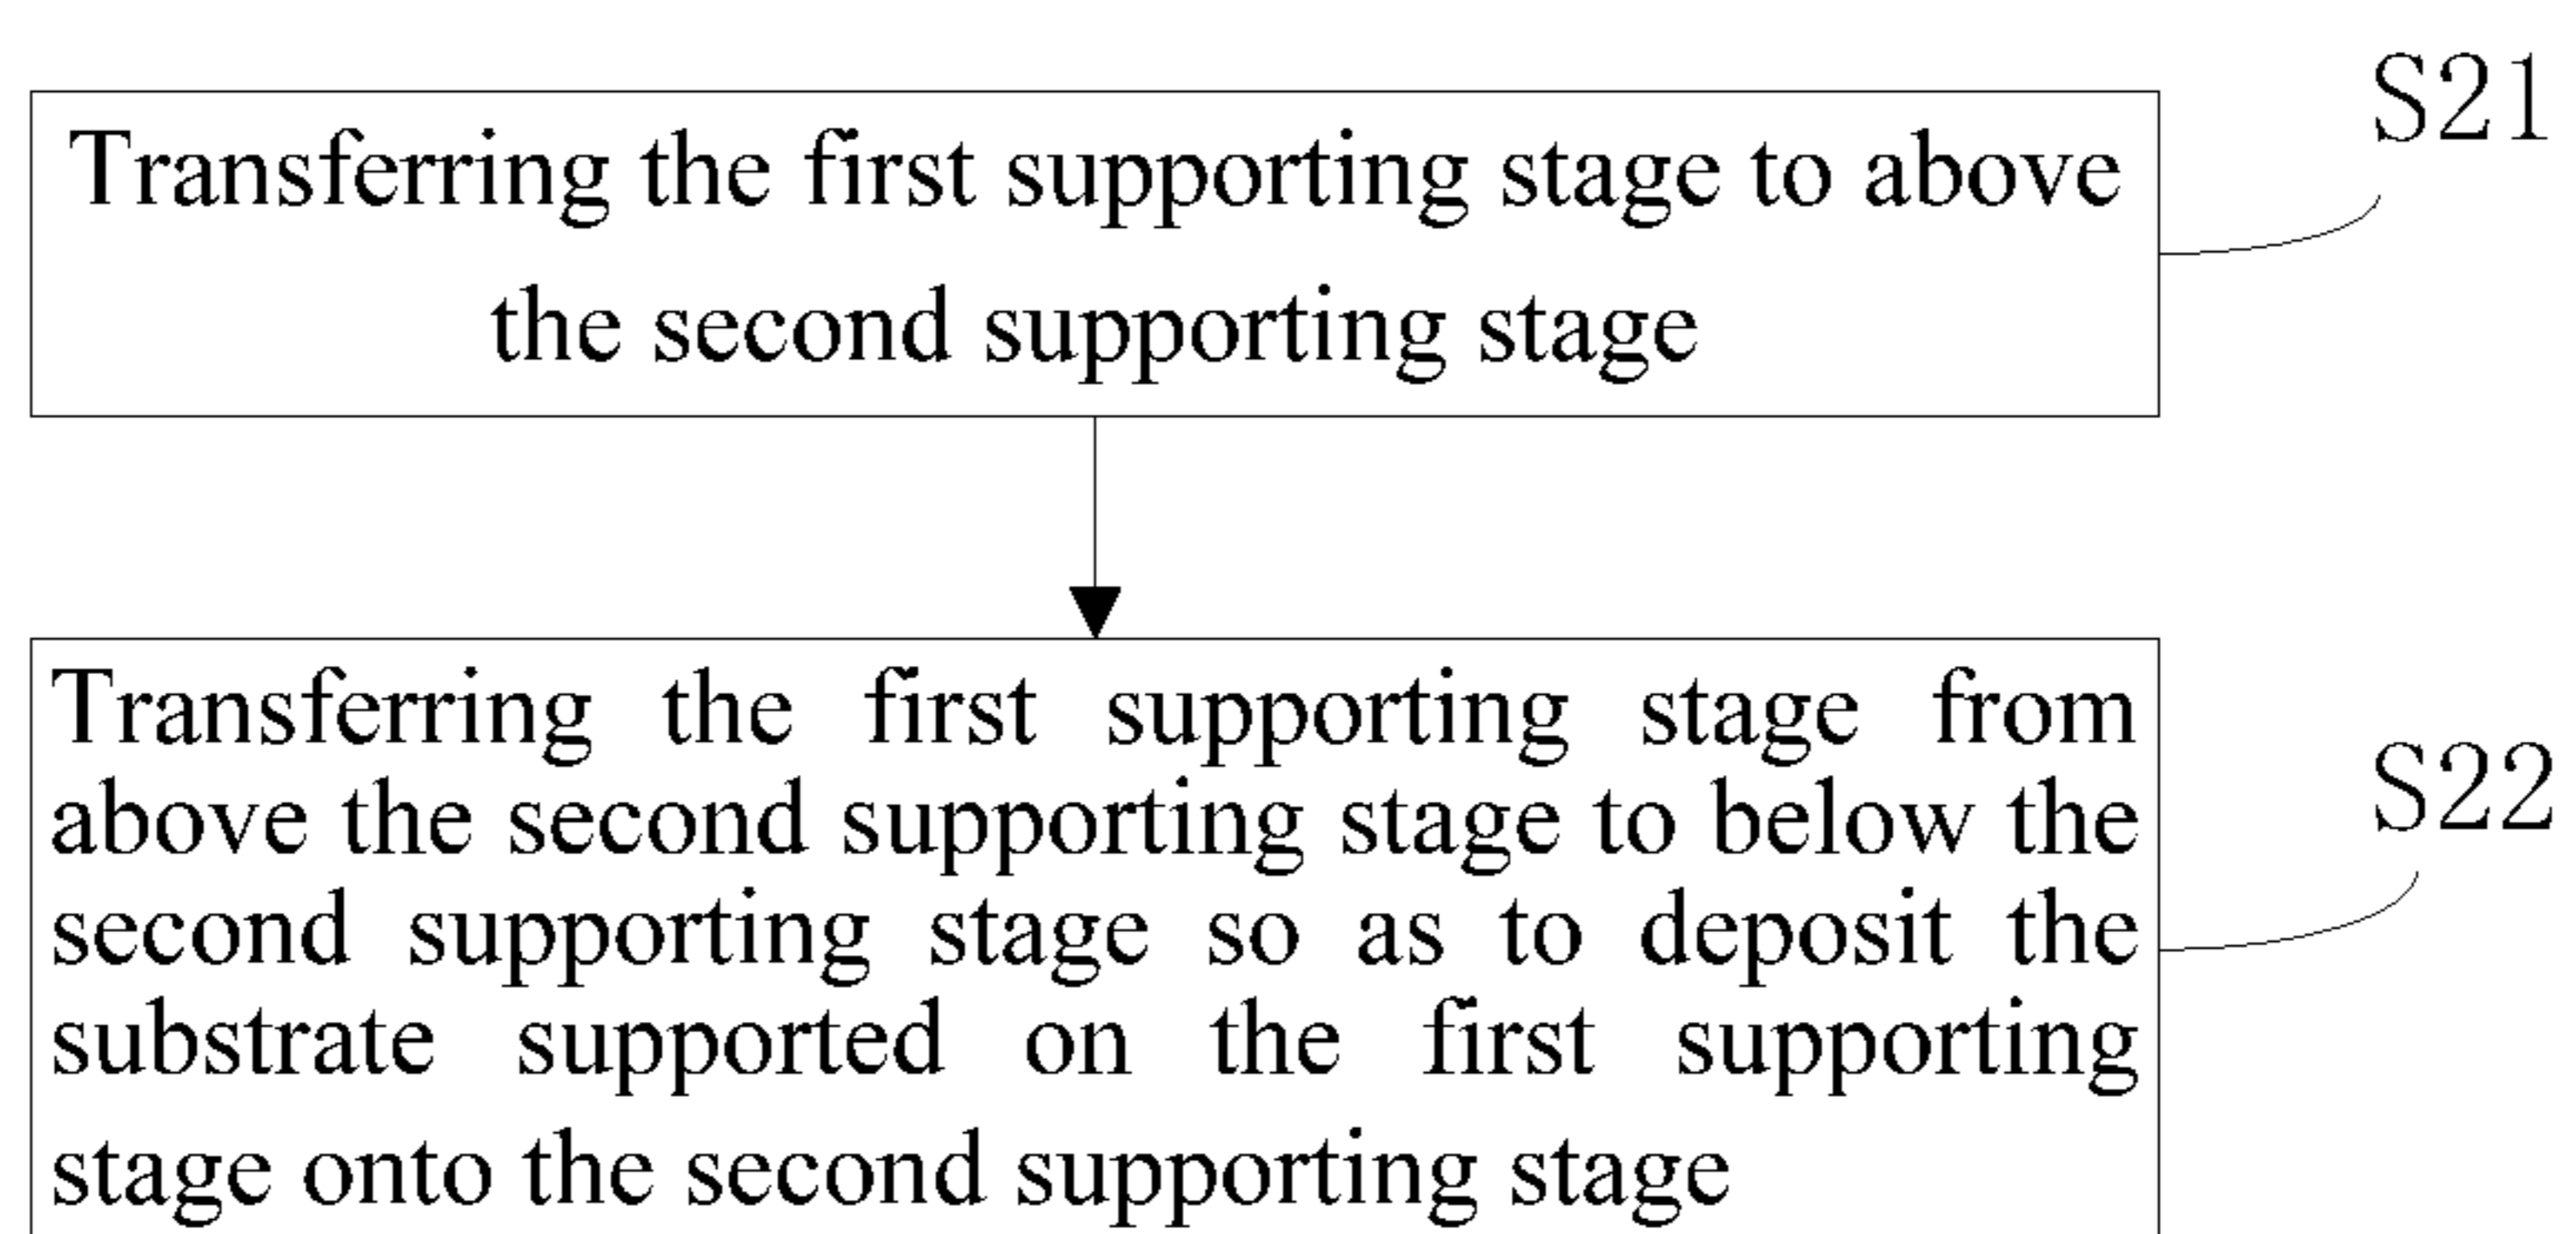 S21
Transferring the first supporting stage to above
the second supporting stage
Transferring the first supporting stage from
above the second supporting stage to below the
second supporting stage so as to deposit the
substrate supported on the first supporting
stage onto the second supporting stage
S22